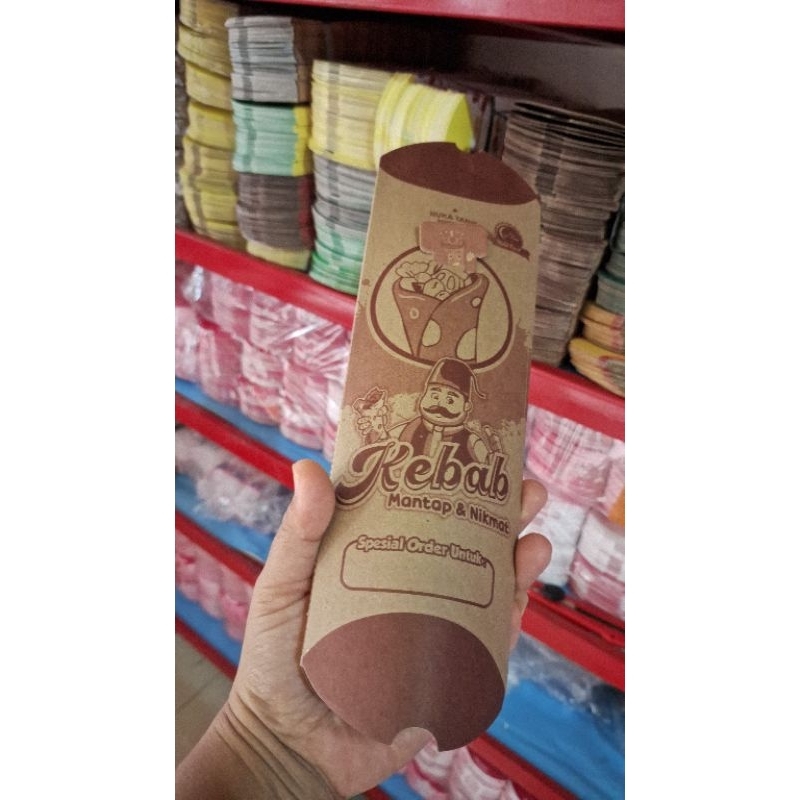 Kebab
Mantap & Nikmat
Spesial Order Untuk: